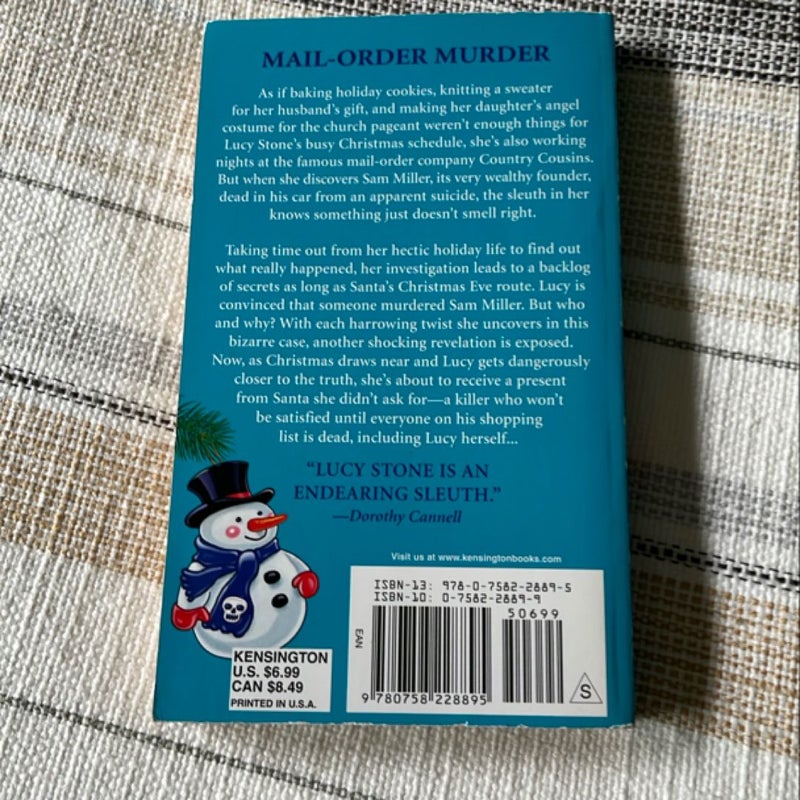 MAIL-ORDER MURDER
As if baking holiday cookies, knitting a sweater
for her husband's gift, and making her daughter's angel
costume for the church pageant weren't enough things for
Lucy Stone's busy Christmas schedule, she's also working
nights at the famous mail-order company Country Cousins.
But when she discovers Sam Miller, its very wealthy founder,
dead in his car from an apparent suicide, the sleuth in her
knows something just doesn't smell right.
Taking time out from her hectic holiday life to find out
what really happened, her investigation leads to a backlog
of secrets as long as Santa's Christmas Eve route. Lucy is
convinced that someone murdered Sam Miller. But who
and why? With each harrowing twist she uncovers in this
bizarre case, another shocking revelation is exposed.
Now, as Christmas draws near and Lucy gets dangerously
closer to the truth, she's about to receive a present
from Santa she didn't ask for—a killer who won't
be satisfied until everyone on his shopping
list is dead, including Lucy herself...
"LUCY STONE IS AN
ENDEARING SLEUTH."
—Dorothy Cannell
Visit us at www.kensingtonbooks.com
ISBN-13: 978-0-7582-2889-5
ISBN-10: 0-7582-2889-9
50699
EAN
9 780758 228895
S
KENSINGTON
U.S. $6.99
CAN $8.49
PRINTED IN U.S.A.